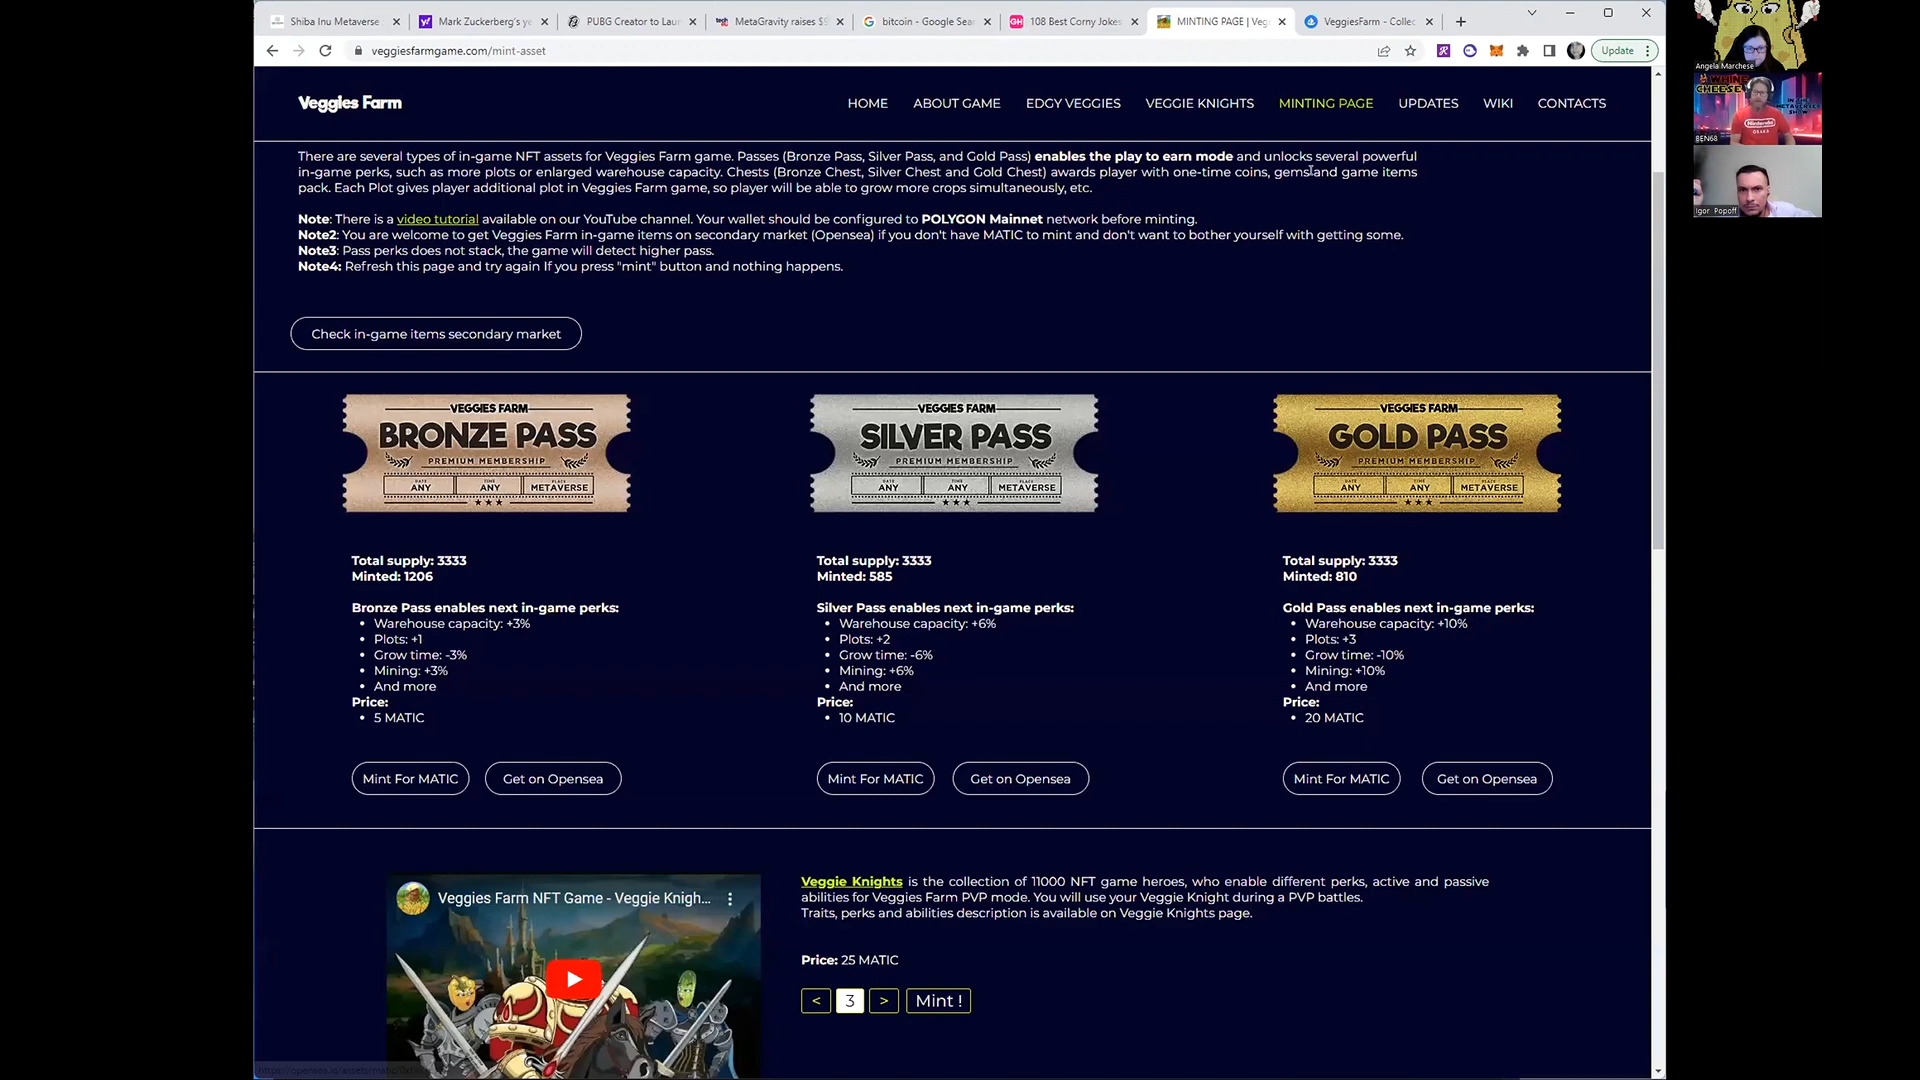 Shiba Inu Metaverse
Mark Zuckerberg's ye
PUBG Creator to Laun
MetaGravity raises $9
bitcoin - Google Sear
108 Best Corny Jokes
MINTING PAGE | Veg
VeggiesFarm - Collec
veggiesfarmgame.com/mint-asset
Update
Veggies Farm
HOME
ABOUT GAME
EDGY VEGGIES
VEGGIE KNIGHTS
MINTING PAGE
UPDATES
WIKI
CONTACTS
There are several types of in-game NFT assets for Veggies Farm game. Passes (Bronze Pass, Silver Pass, and Gold Pass) enables the play to earn mode and unlocks several powerful
in-game perks, such as more plots or enlarged warehouse capacity. Chests (Bronze Chest, Silver Chest and Gold Chest) awards player with one-time coins, gems and game items
pack. Each Plot gives player additional plot in Veggies Farm game, so player will be able to grow more crops simultaneously, etc.
Note: There is a video tutorial available on our YouTube channel. Your wallet should be configured to POLYGON Mainnet network before minting.
Note2: You are welcome to get Veggies Farm in-game items on secondary market (Opensea) if you don't have MATIC to mint and don't want to bother yourself with getting some.
Note3: Pass perks does not stack, the game will detect higher pass.
Note4: Refresh this page and try again If you press "mint" button and nothing happens.
Check in-game items secondary market
VEGGIES FARM
BRONZE PASS
PREMIUM MEMBERSHIP
DATE ANY
TIME ANY
PLACE METAVERSE
VEGGIES FARM
SILVER PASS
PREMIUM MEMBERSHIP
DATE ANY
TIME ANY
PLACE METAVERSE
VEGGIES FARM
GOLD PASS
PREMIUM MEMBERSHIP
DATE ANY
TIME ANY
PLACE METAVERSE
Total supply: 3333
Minted: 1206
Bronze Pass enables next in-game perks:
• Warehouse capacity: +3%
• Plots: +1
• Grow time: -3%
• Mining: +3%
• And more
Price:
• 5 MATIC
Mint For MATIC
Get on Opensea
Total supply: 3333
Minted: 585
Silver Pass enables next in-game perks:
• Warehouse capacity: +6%
• Plots: +2
• Grow time: -6%
• Mining: +6%
• And more
Price:
• 10 MATIC
Mint For MATIC
Get on Opensea
Total supply: 3333
Minted: 810
Gold Pass enables next in-game perks:
• Warehouse capacity: +10%
• Plots: +3
• Grow time: -10%
• Mining: +10%
• And more
Price:
• 20 MATIC
Mint For MATIC
Get on Opensea
Veggies Farm NFT Game - Veggie Knigh...
Veggie Knights is the collection of 11000 NFT game heroes, who enable different perks, active and passive
abilities for Veggies Farm PVP mode. You will use your Veggie Knight during a PVP battles.
Traits, perks and abilities description is available on Veggie Knights page.
Price: 25 MATIC
< 3 > Mint !
Angela Marchese
WHINE
CHEESE
Nintendo
OSAKA
BEN68
Igor Popoff